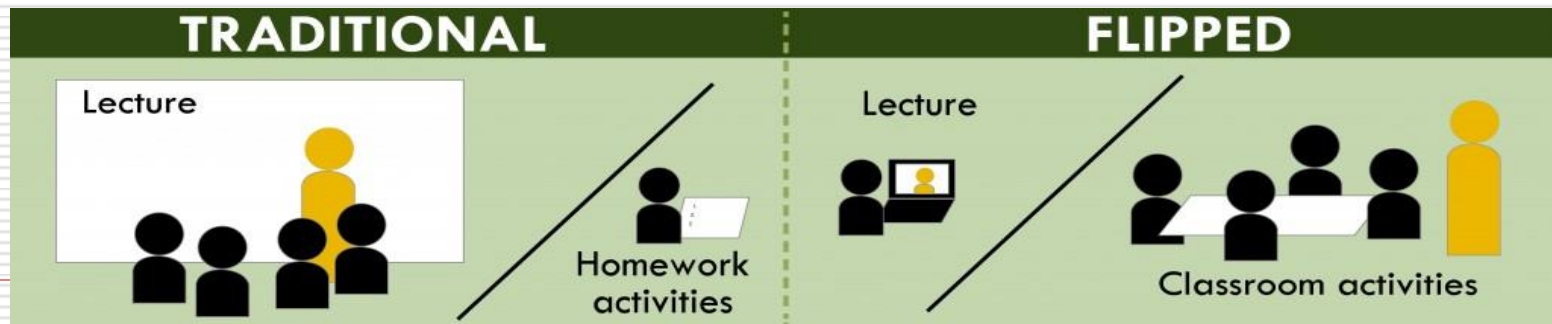 TRADITIONAL
Lecture
Homework
activities
FLIPPED
Lecture
Classroom activities